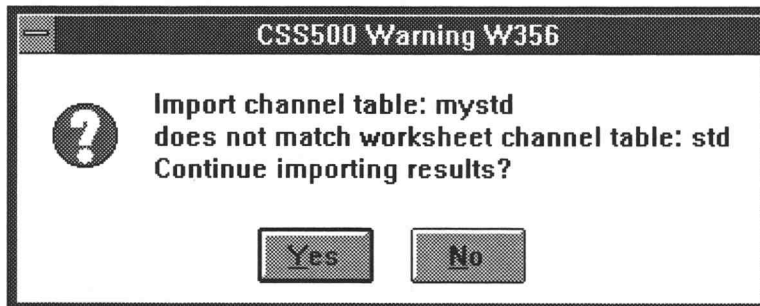 CSS500 Warning W356
Import channel table: mystd
does not match worksheet channel table: std
Continue importing results?
Yes
No